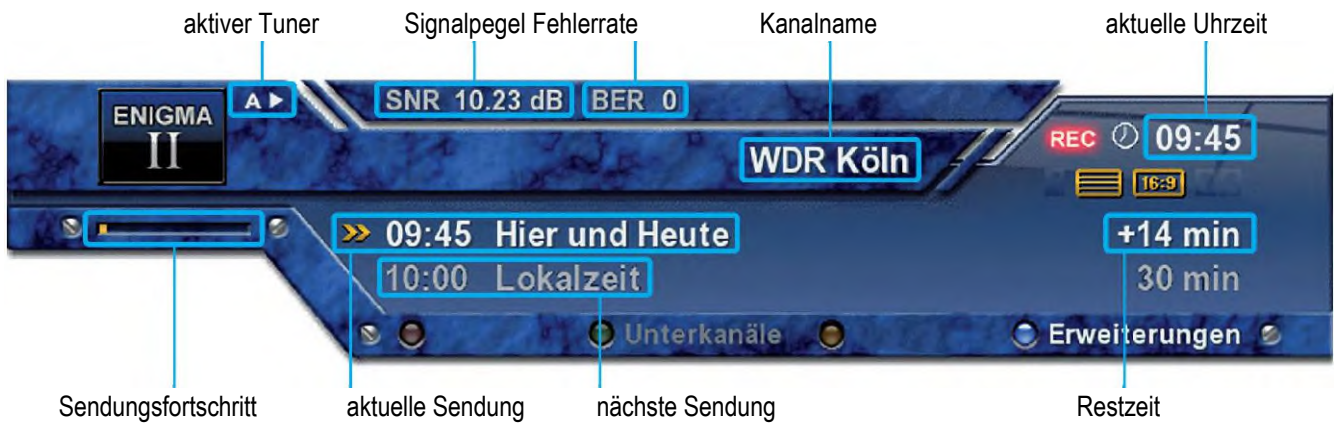 aktiver Tuner Signalpegel Fehlerrate Kanalname aktuelle Uhrzeit
ENIGMA
II
A
SNR 10.23 dB BER 0
WDR Köln
REC 09:45
16:9
09:45 Hier und Heute +14 min
10:00 Lokalzeit 30 min
Unterkanäle Erweiterungen
Sendungsfortschritt aktuelle Sendung nächste Sendung Restzeit